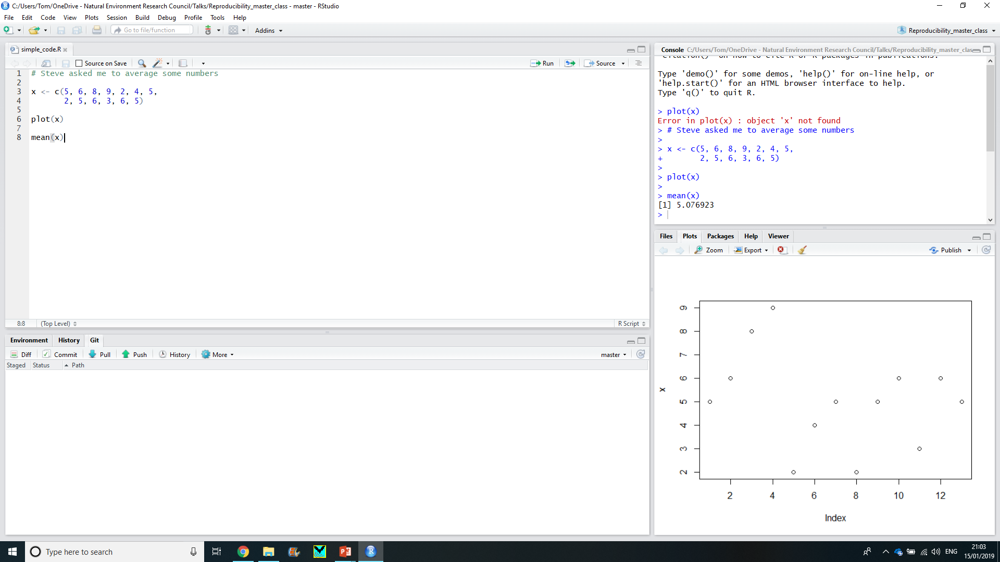 C:/Users/Tom/OneDrive - Natural Environment Research Council/Talks/Reproducibility_master_class - master - RStudio
File Edit Code View Plots Session Build Debug Profile Tools Help
Go to file/function Addins Reproducibility_master_class
simple_code.R
Source on Save Run Source
1 # Steve asked me to average some numbers
2
3 x <- c(5, 6, 8, 9, 2, 4, 5,
4 2, 5, 6, 3, 6, 5)
5
6 plot(x)
7
8 mean(x)
8:8 (Top Level) R Script
Environment History Git
Diff Commit Pull Push History More master
Staged Status Path
Console C:/Users/Tom/OneDrive - Natural Environment Research Council/Talks/Reproducibility_master_clas
'citation()' on how to cite R or R packages in publications.
Type 'demo()' for some demos, 'help()' for on-line help, or
'help.start()' for an HTML browser interface to help.
Type 'q()' to quit R.
> plot(x)
Error in plot(x) : object 'x' not found
> # Steve asked me to average some numbers
>
> x <- c(5, 6, 8, 9, 2, 4, 5,
+ 2, 5, 6, 3, 6, 5)
>
> plot(x)
>
> mean(x)
[1] 5.076923
>
Files Plots Packages Help Viewer
Zoom Export Publish
9
8
7
6
5
4
3
2
x
2 4 6 8 10 12
Index
Type here to search
ENG
21:03
15/01/2019